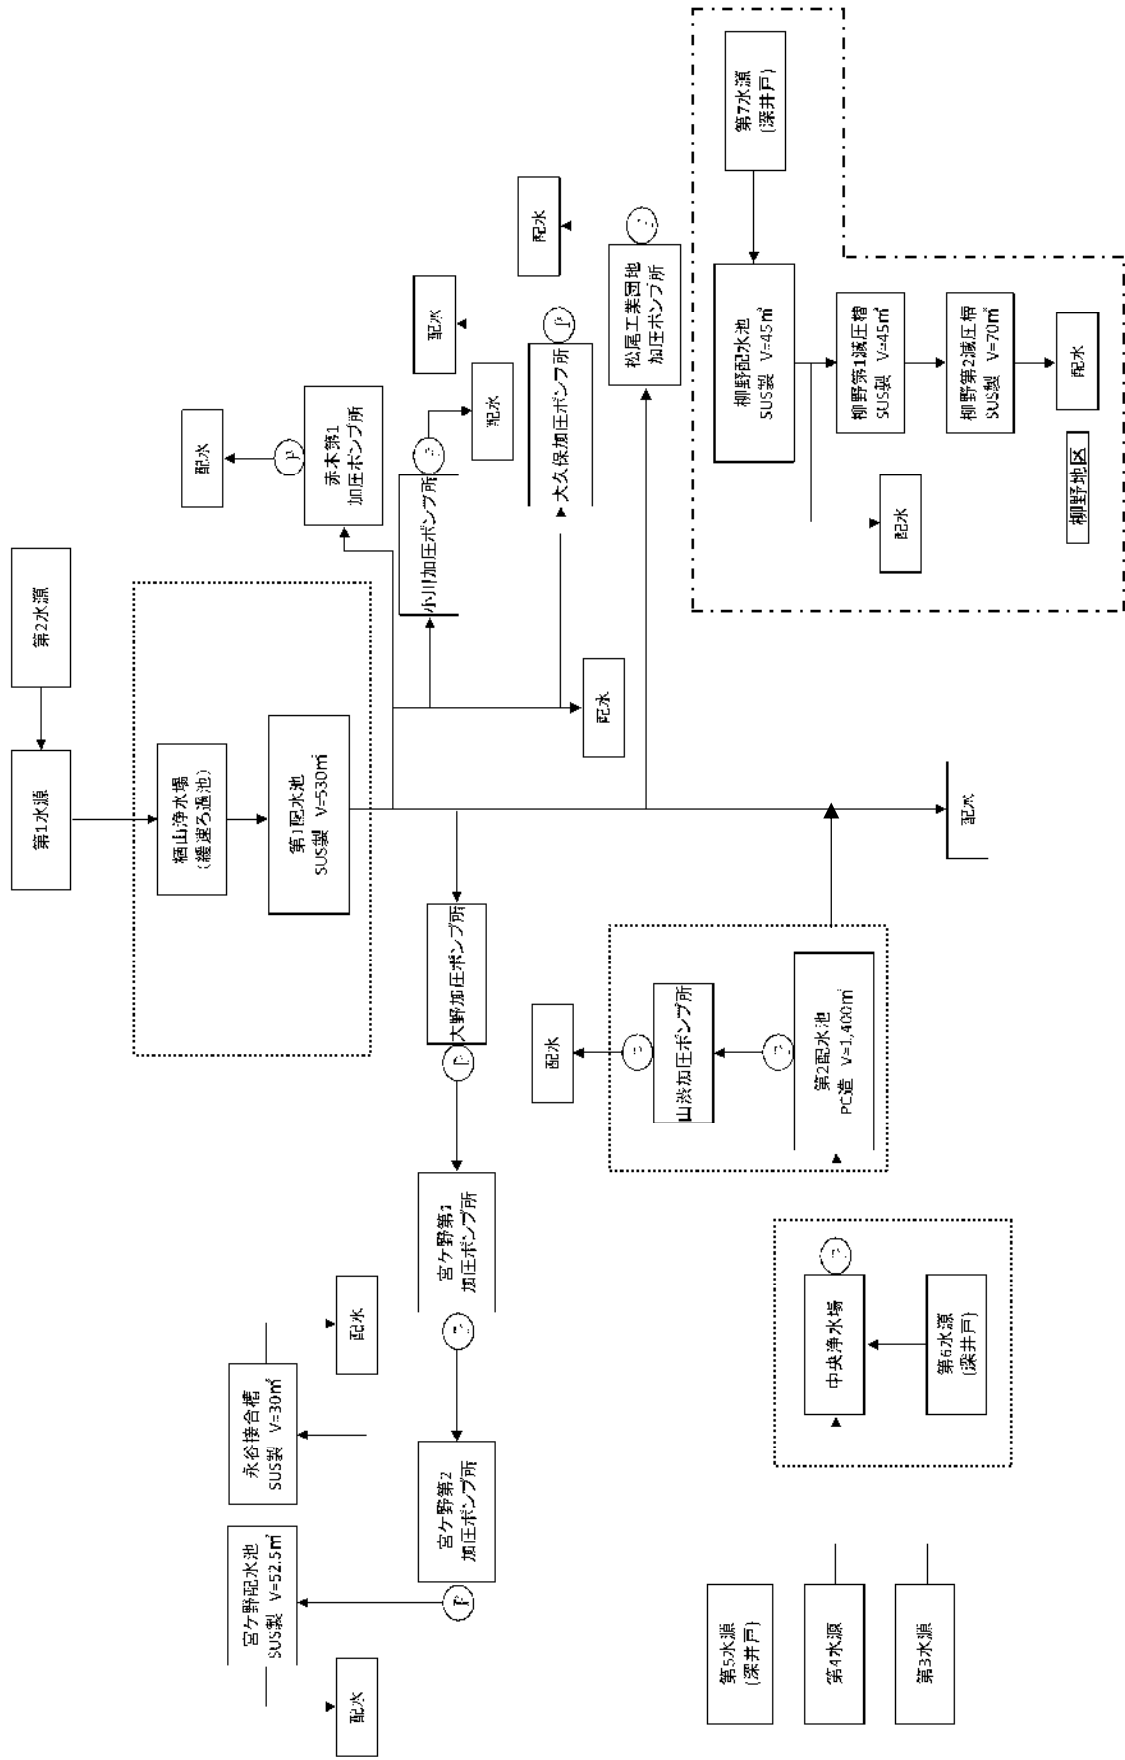 第2水源
第1水源
栖山浄水場
(緩速ろ過池)
第1配水池
SUS製 V=530㎥
配水
P
赤木第1
加圧ポンプ所
配水
配水
P
小川加圧ポンプ所
配水
P
大久保加圧ポンプ所
配水
P
松尾工業団地
加圧ポンプ所
配水
大野加圧ポンプ所
P
宮ケ野第1
加圧ポンプ所
P
宮ケ野第2
加圧ポンプ所
P
永谷接合槽
SUS製 V=30㎥
配水
宮ケ野配水池
SUS製 V=52.5㎥
配水
配水
P
山渋加圧ポンプ所
P
第2配水池
PC造 V=1,400㎥
P
中央浄水場
第6水源
(深井戸)
第5水源
(深井戸)
第4水源
第3水源
第7水源
(深井戸)
柳野配水池
SUS製 V=45㎥
柳野第1減圧槽
SUS製 V=45㎥
柳野第2減圧槽
SUS製 V=70㎥
配水
配水
柳野地区